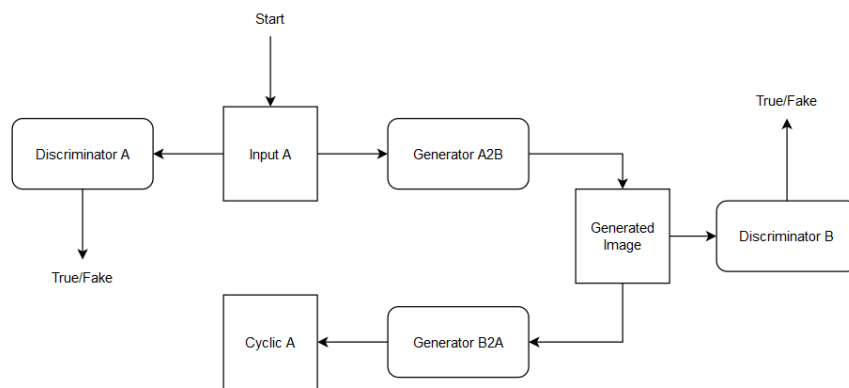 Start
True/Fake
Discriminator A
Input A
Generator A2B
Generated
Image
Discriminator B
True/Fake
Cyclic A
Generator B2A